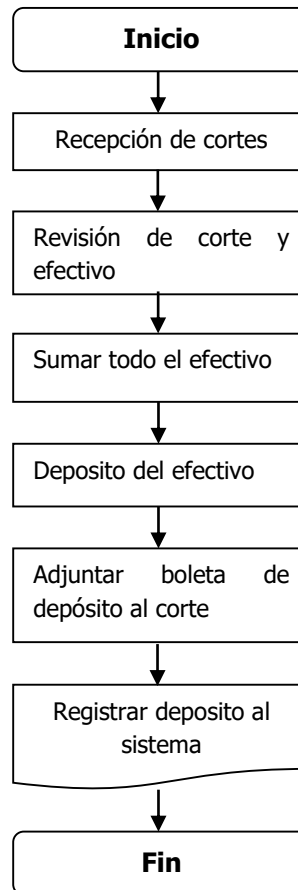 Inicio
Recepción de cortes
Revisión de corte y
efectivo
Sumar todo el efectivo
Deposito del efectivo
Adjuntar boleta de
depósito al corte
Registrar deposito al
sistema
Fin